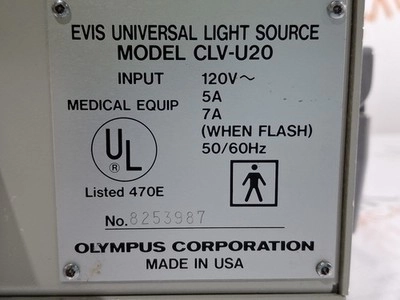 EVIS UNIVERSAL LIGHT SOURCE
MODEL CLV-U20
INPUT 120V~
5A
MEDICAL EQUIP
7A
(WHEN FLASH)
50/60Hz
UL
®
Listed 470E
No. 8253987
OLYMPUS CORPORATION
MADE IN USA